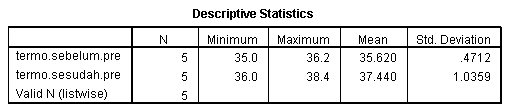 Descriptive Statistics
N Minimum Maximum Mean Std. Deviation
termo.sebelum.pre 5 35.0 36.2 35.620 .4712
termo.sesudah.pre 5 36.0 38.4 37.440 1.0359
Valid N (listwise) 5